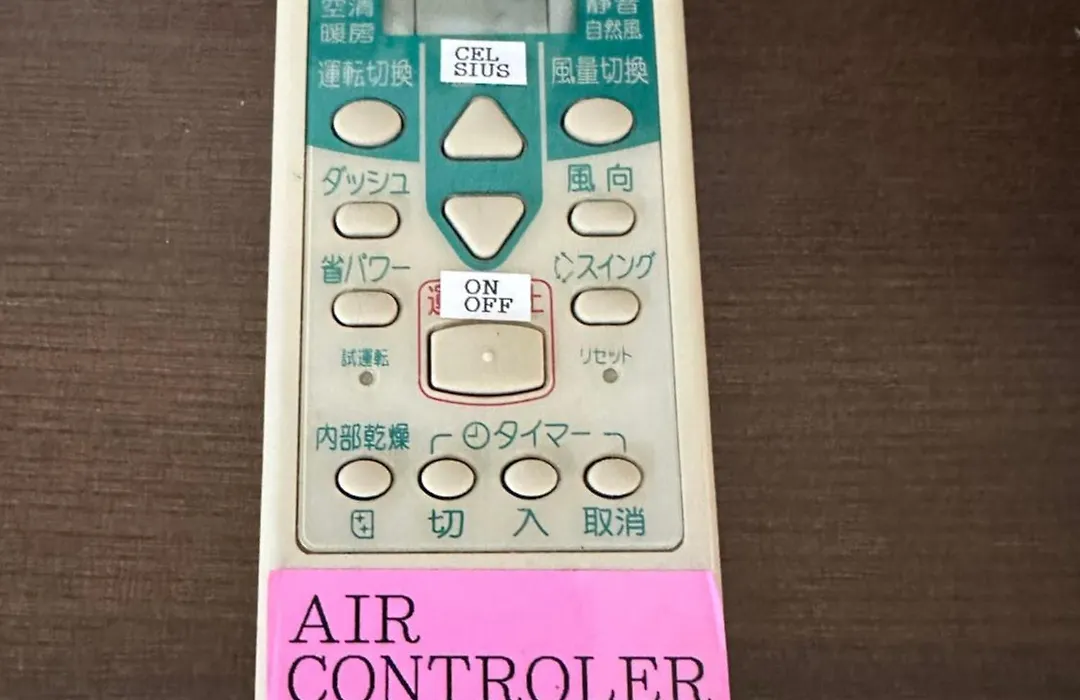 空清
暖房
静音
自然風
CEL
SIUS
運転切換
風量切換
ダッシュ
風向
省パワー
スイング
ON
OFF
試運転
リセット
内部乾燥
タイマー
切
入
取消
AIR
CONTROLER